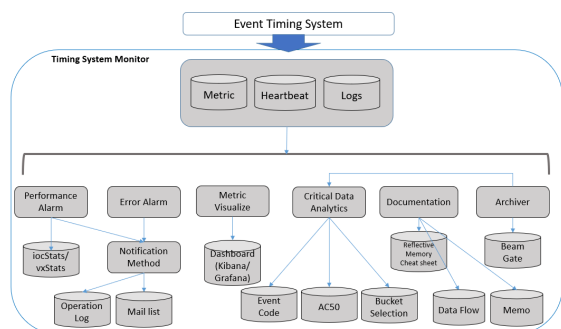 Event Timing System
Timing System Monitor
Metric
Heartbeat
Logs
Performance
Alarm
Error Alarm
Metric
Visualize
Critical Data
Analytics
Documentation
Archiver
iocStats/
vxStats
Notification
Method
Dashboard
(Kibana/
Grafana)
Reflective
Memory
Cheat sheet
Beam
Gate
Operation
Log
Mail list
Event
Code
AC50
Bucket
Selection
Data Flow
Memo